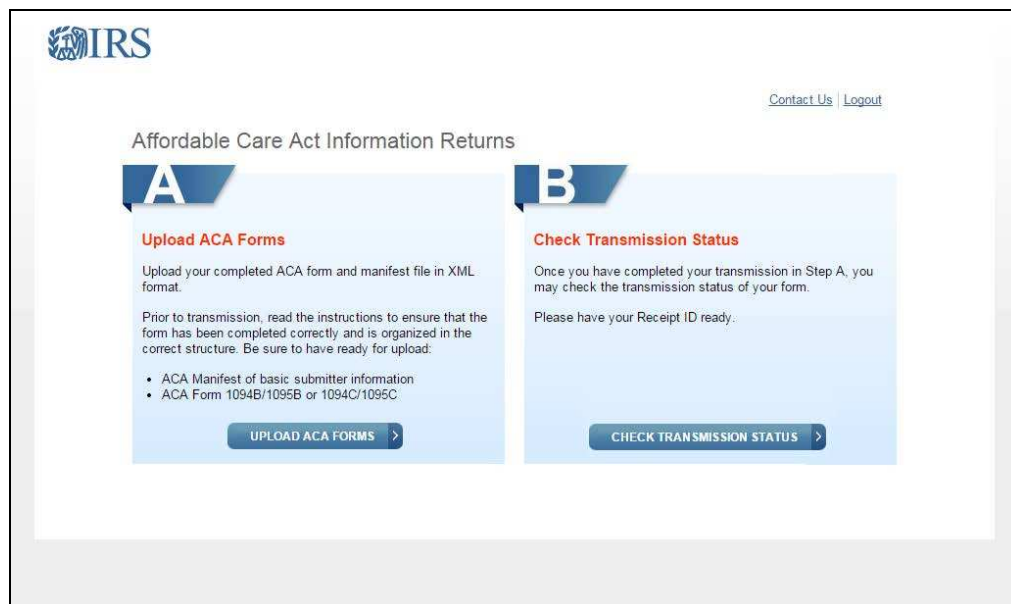 IRS
Contact Us | Logout
Affordable Care Act Information Returns
A
Upload ACA Forms
Upload your completed ACA form and manifest file in XML
format.
Prior to transmission, read the instructions to ensure that the
form has been completed correctly and is organized in the
correct structure. Be sure to have ready for upload:
• ACA Manifest of basic submitter information
• ACA Form 1094B/1095B or 1094C/1095C
UPLOAD ACA FORMS >
B
Check Transmission Status
Once you have completed your transmission in Step A, you
may check the transmission status of your form.
Please have your Receipt ID ready.
CHECK TRANSMISSION STATUS >